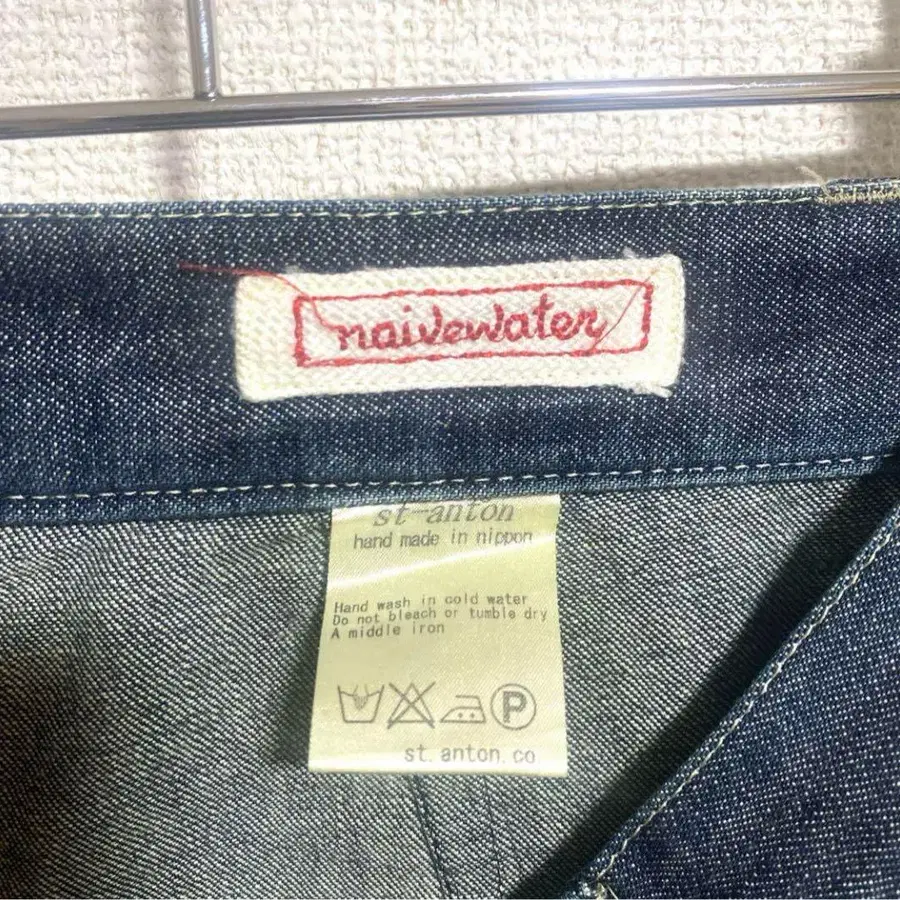 naivewater
st-anton
hand made in nippon
Hand wash in cold water
Do not bleach or tumble dry
A middle iron
P
st. anton. co